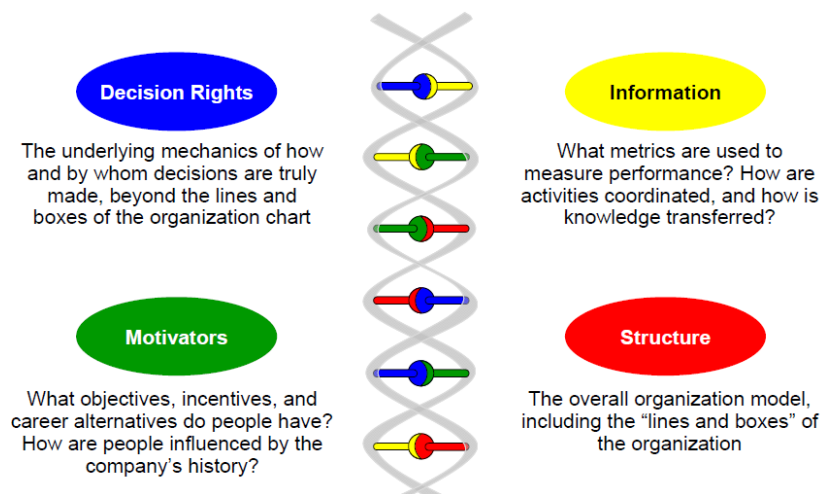 Decision Rights
The underlying mechanics of how
and by whom decisions are truly
made, beyond the lines and
boxes of the organization chart
Information
What metrics are used to
measure performance? How are
activities coordinated, and how is
knowledge transferred?
Motivators
What objectives, incentives, and
career alternatives do people have?
How are people influenced by the
company's history?
Structure
The overall organization model,
including the “lines and boxes” of
the organization